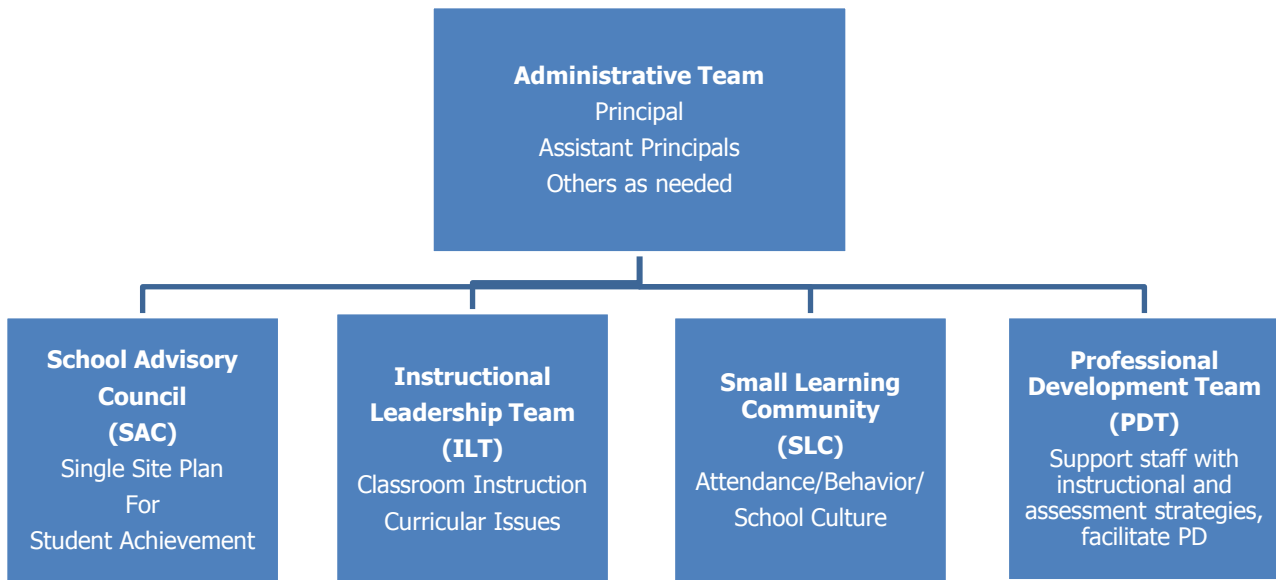 Administrative Team
Principal
Assistant Principals
Others as needed
School Advisory
Council
(SAC)
Single Site Plan
For
Student Achievement
Instructional
Leadership Team
(ILT)
Classroom Instruction
Curricular Issues
Small Learning
Community
(SLC)
Attendance/Behavior/
School Culture
Professional
Development Team
(PDT)
Support staff with
instructional and
assessment strategies,
facilitate PD